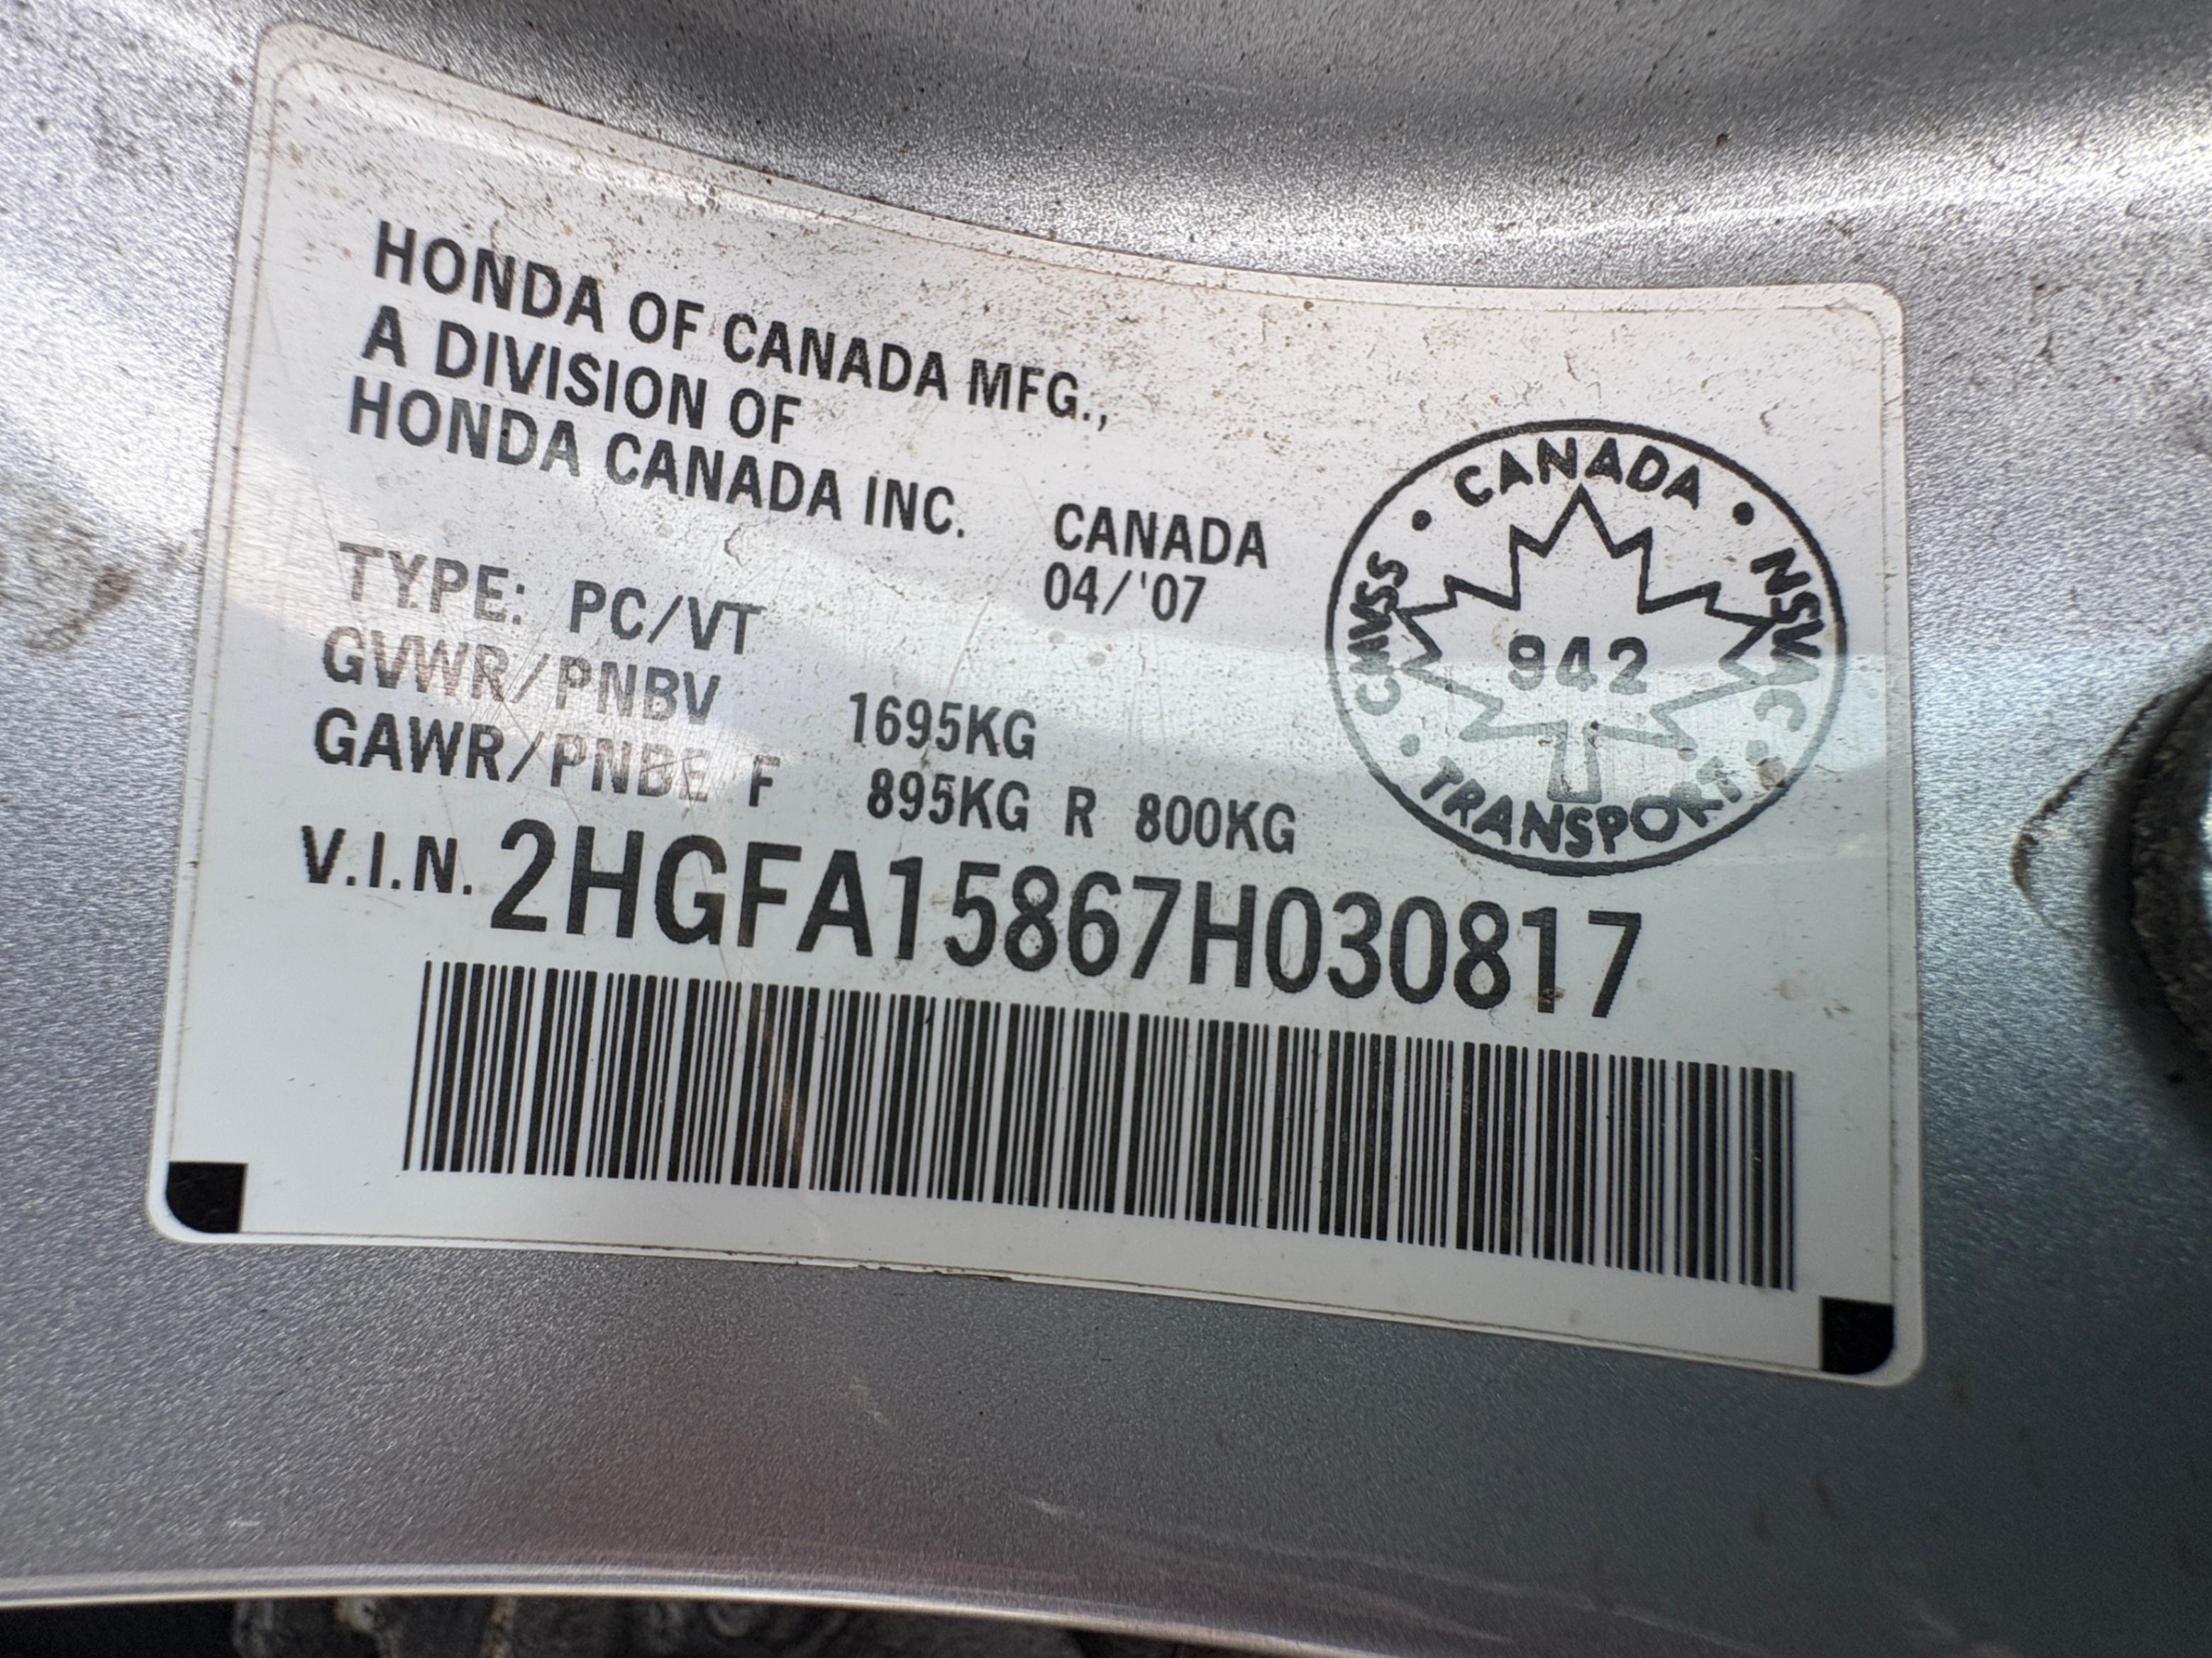 HONDA OF CANADA MFG.,
A DIVISION OF
HONDA CANADA INC.
CANADA
04/'07
TYPE: PC/VT
GVWR/PNBV 1695KG
GAWR/PNBE F 895KG R 800KG
V.I.N. 2HGFA15867H030817
• CANADA •
CMVSS
NSVAC
942
• TRANSPORT •